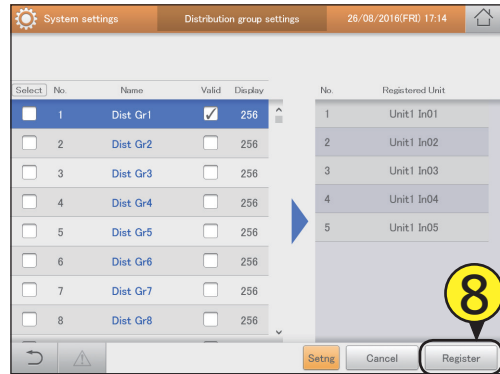 System settings Distribution group settings 26/08/2016(FRI) 17:14
Select No. Name Valid Display No. Registered Unit
1 Dist Gr1 256 1 Unit1 In01
2 Dist Gr2 256 2 Unit1 In02
3 Dist Gr3 256 3 Unit1 In03
4 Dist Gr4 256 4 Unit1 In04
5 Dist Gr5 256 5 Unit1 In05
6 Dist Gr6 256
7 Dist Gr7 256
8 Dist Gr8 256
8
Setng Cancel Register